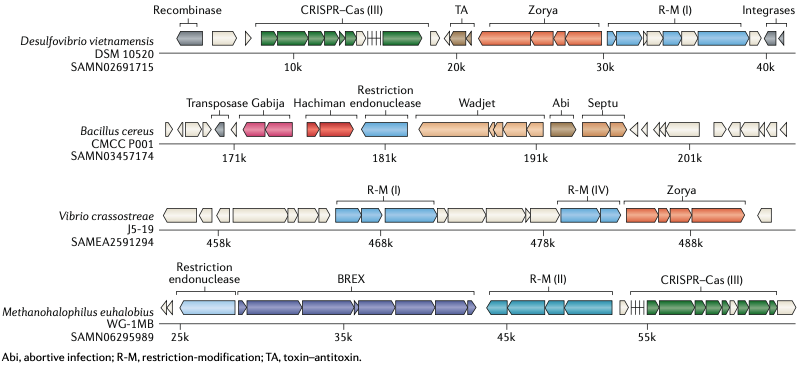 Recombinase CRISPR–Cas (III) TA Zorya R-M (I) Integrases
Desulfovibrio vietnamensis
DSM 10520
SAMN02691715
10k 20k 30k 40k
Transposase Gabija Hachiman Restriction endonuclease Wadjet Abi Septu
Bacillus cereus
CMCC P001
SAMN03457174
171k 181k 191k 201k
R-M (I) R-M (IV) Zorya
Vibrio crassostreae
J5-19
SAMEA2591294
458k 468k 478k 488k
Restriction endonuclease BREX R-M (II) CRISPR–Cas (III)
Methanohalophilus euhalobius
WG-1MB
SAMN06295989
25k 35k 45k 55k
Abi, abortive infection; R-M, restriction-modification; TA, toxin–antitoxin.